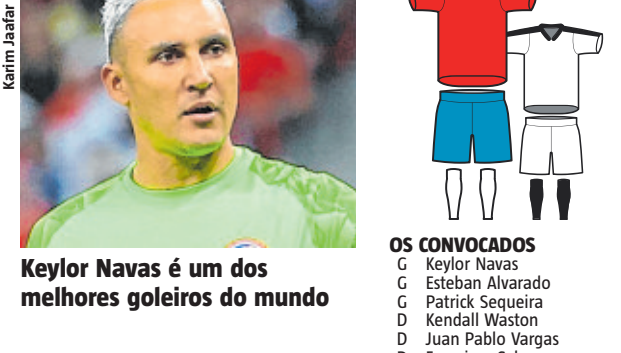 Karim Jaafar
Keylor Navas é um dos
melhores goleiros do mundo
OS CONVOCADOS
G Keylor Navas
G Esteban Alvarado
G Patrick Sequeira
D Kendall Waston
D Juan Pablo Vargas